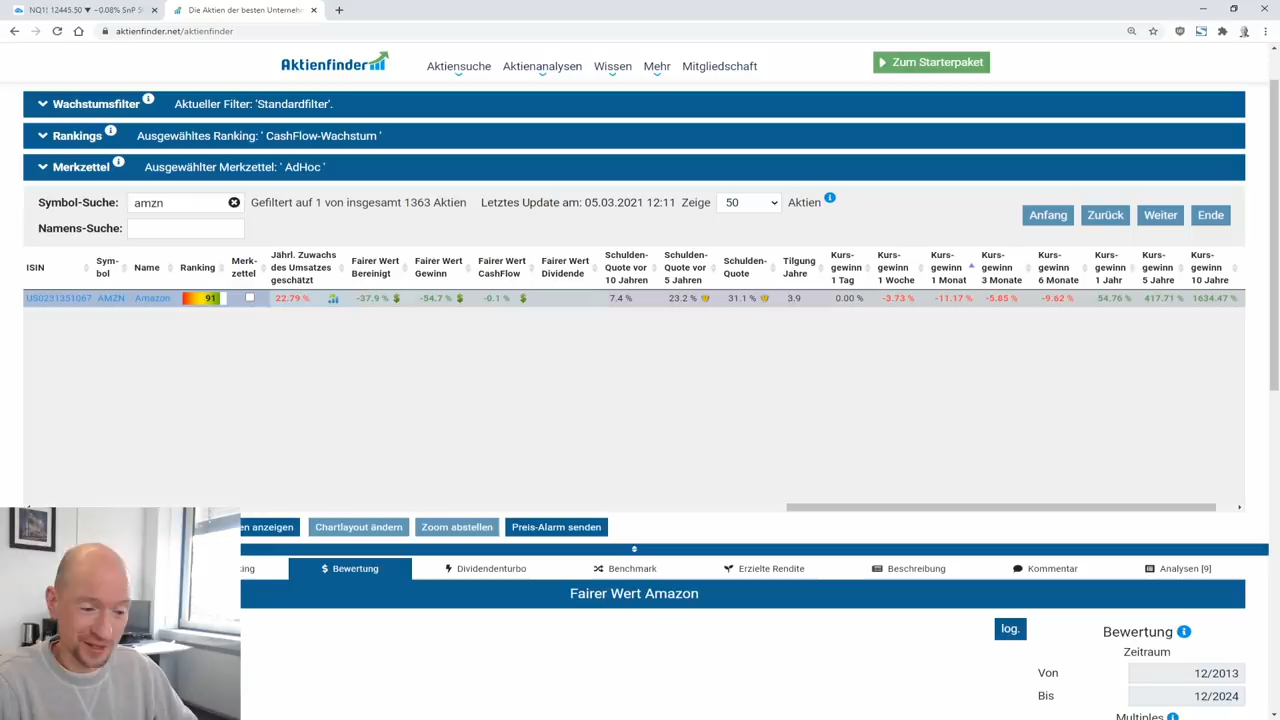 NQ1! 12445.50 ▼ −0.08% SnP S
Die Aktien der besten Unternehm
aktienfinder.net/aktienfinder
Aktienfinder
Aktiensuche Aktienanalysen Wissen Mehr Mitgliedschaft
Zum Starterpaket
Wachstumsfilter Aktueller Filter: 'Standardfilter'.
Rankings Ausgewähltes Ranking: ' CashFlow-Wachstum '
Merkzettel Ausgewählter Merkzettel: ' AdHoc '
Symbol-Suche: amzn Gefiltert auf 1 von insgesamt 1363 Aktien Letztes Update am: 05.03.2021 12:11 Zeige 50 Aktien
Anfang Zurück Weiter Ende
Namens-Suche:
ISIN
Sym-
bol
Name
Ranking
Merk-
zettel
Jährl. Zuwachs
des Umsatzes
geschätzt
Fairer Wert
Bereinigt
Fairer Wert
Gewinn
Fairer Wert
CashFlow
Fairer Wert
Dividende
Schulden-
Quote vor
10 Jahren
Schulden-
Quote vor
5 Jahren
Schulden-
Quote
Tilgung
Jahre
Kurs-
gewinn
1 Tag
Kurs-
gewinn
1 Woche
Kurs-
gewinn
1 Monat
Kurs-
gewinn
3 Monate
Kurs-
gewinn
6 Monate
Kurs-
gewinn
1 Jahr
Kurs-
gewinn
5 Jahre
Kurs-
gewinn
10 Jahre
US0231351067 AMZN Amazon 91 22.79 % -37.9 % -54.7 % -0.1 % 7.4 % 23.2 % 31.1 % 3.9 0.00 % -3.73 % -11.17 % -5.85 % -9.62 % 54.76 % 417.71 % 1634.47 %
en anzeigen Chartlayout ändern Zoom abstellen Preis-Alarm senden
king $ Bewertung Dividendenturbo Benchmark Erzielte Rendite Beschreibung Kommentar Analysen [9]
Fairer Wert Amazon
log.
Bewertung
Zeitraum
Von 12/2013
Bis 12/2024
Multiples